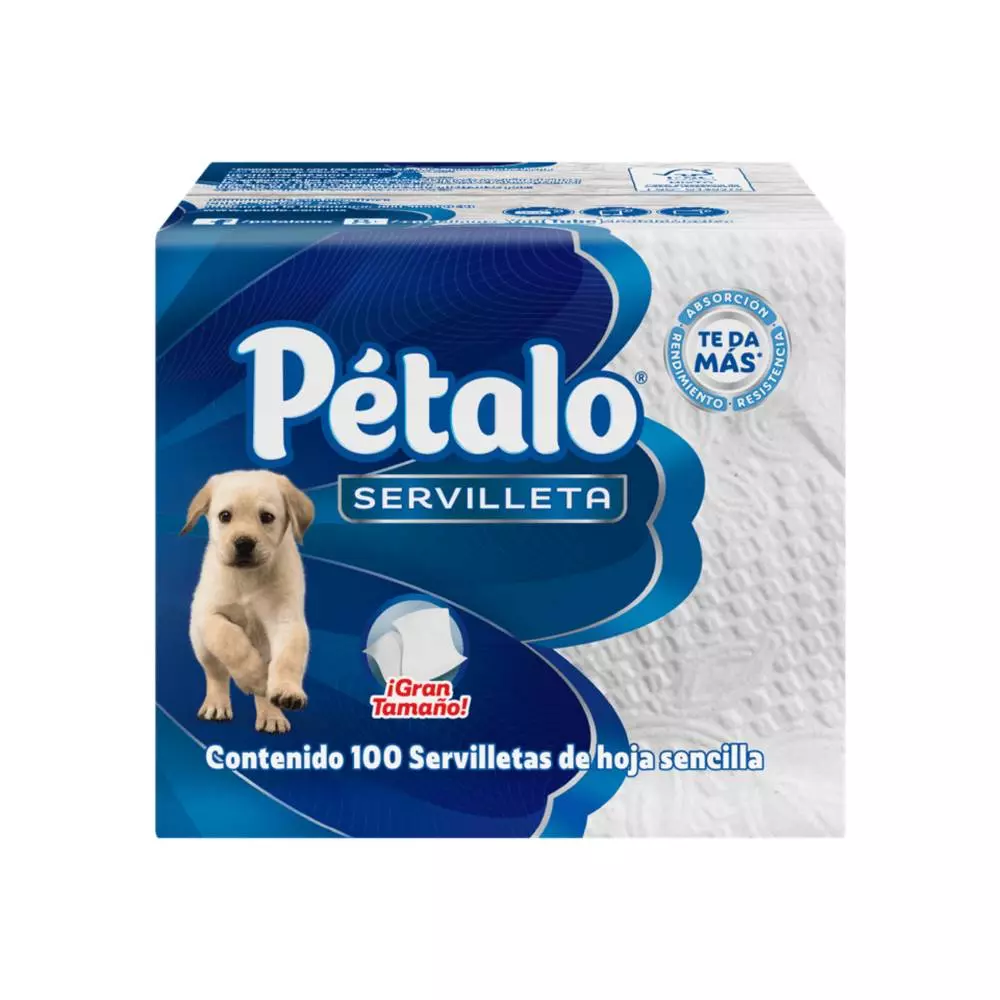 Pétalo®
SERVILLETA
ABSORCIÓN
TE DA
MÁS*
RENDIMIENTO · RESISTENCIA
¡Gran
Tamaño!
Contenido 100 Servilletas de hoja sencilla